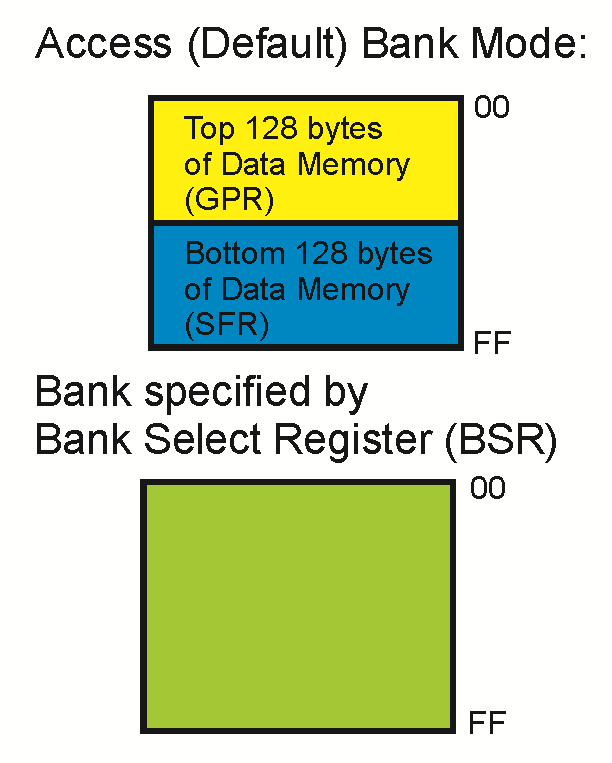 Access (Default) Bank Mode:
00
Top 128 bytes
of Data Memory
(GPR)
Bottom 128 bytes
of Data Memory
(SFR)
FF
Bank specified by
Bank Select Register (BSR)
00
FF